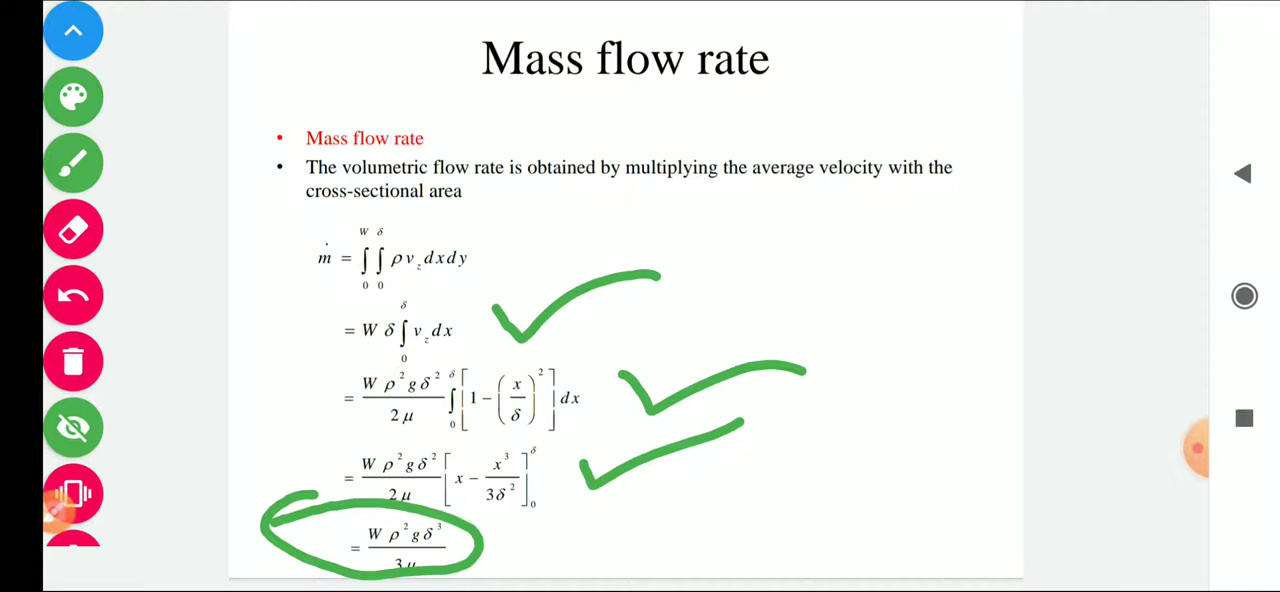 Mass flow rate
• Mass flow rate
• The volumetric flow rate is obtained by multiplying the average velocity with the
cross-sectional area
ṁ = ∫₀^W ∫₀^δ ρ v_z dx dy
= W δ ∫₀^δ v_z dx
= (W ρ² g δ²)/(2 μ) ∫₀^δ [1 − (x/δ)²] dx
= (W ρ² g δ²)/(2 μ) [x − x³/(3δ²)]₀^δ
= (W ρ² g δ³)/(3 μ)